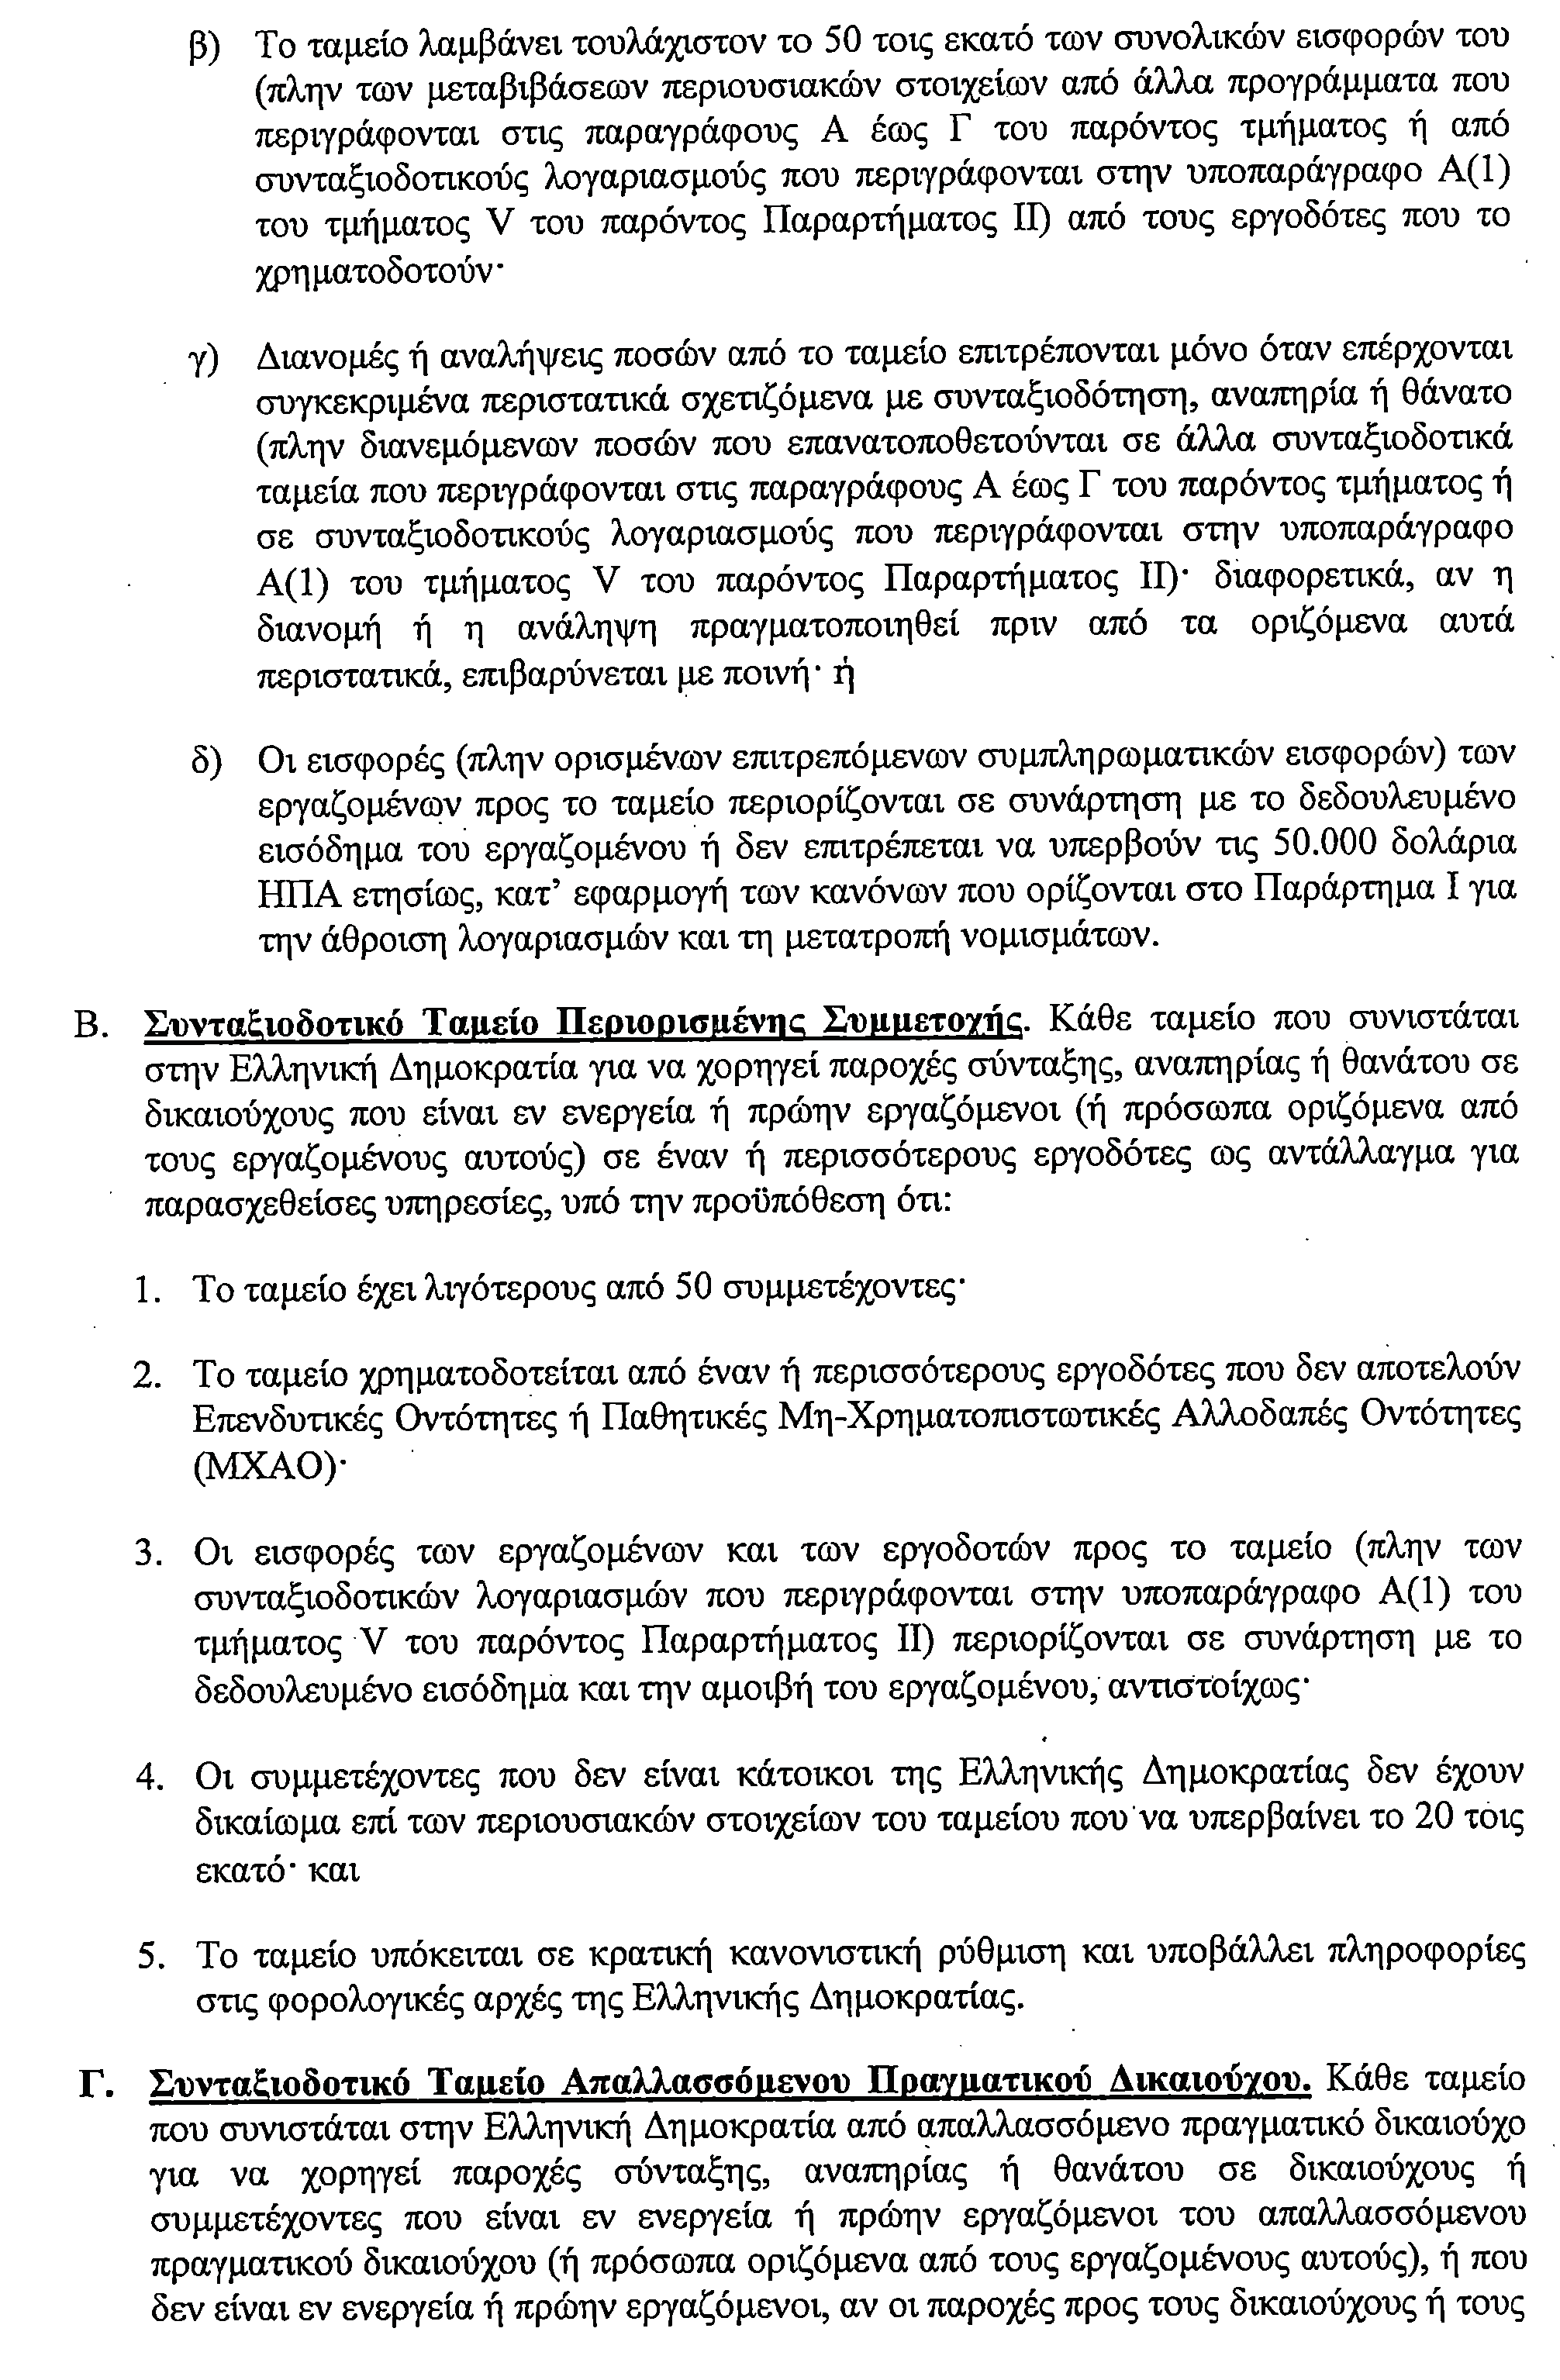 β) Το ταμείο λαμβάνει τουλάχιστον το 50 τοις εκατό των συνολικών εισφορών του
(πλην των μεταβιβάσεων περιουσιακών στοιχείων από άλλα προγράμματα που
περιγράφονται στις παραγράφους Α έως Γ του παρόντος τμήματος ή από
συνταξιοδοτικούς λογαριασμούς που περιγράφονται στην υποπαράγραφο Α(1)
του τμήματος V του παρόντος Παραρτήματος II) από τους εργοδότες που το
χρηματοδοτούν·
γ) Διανομές ή αναλήψεις ποσών από το ταμείο επιτρέπονται μόνο όταν επέρχονται
συγκεκριμένα περιστατικά σχετιζόμενα με συνταξιοδότηση, αναπηρία ή θάνατο
(πλην διανεμόμενων ποσών που επανατοποθετούνται σε άλλα συνταξιοδοτικά
ταμεία που περιγράφονται στις παραγράφους Α έως Γ του παρόντος τμήματος ή
σε συνταξιοδοτικούς λογαριασμούς που περιγράφονται στην υποπαράγραφο
Α(1) του τμήματος V του παρόντος Παραρτήματος II)· διαφορετικά, αν η
διανομή ή η ανάληψη πραγματοποιηθεί πριν από τα οριζόμενα αυτά
περιστατικά, επιβαρύνεται με ποινή· ή
δ) Οι εισφορές (πλην ορισμένων επιτρεπόμενων συμπληρωματικών εισφορών) των
εργαζομένων προς το ταμείο περιορίζονται σε συνάρτηση με το δεδουλευμένο
εισόδημα του εργαζομένου ή δεν επιτρέπεται να υπερβούν τις 50.000 δολάρια
ΗΠΑ ετησίως, κατ’ εφαρμογή των κανόνων που ορίζονται στο Παράρτημα I για
την άθροιση λογαριασμών και τη μετατροπή νομισμάτων.
Β. Συνταξιοδοτικό Ταμείο Περιορισμένης Συμμετοχής. Κάθε ταμείο που συνιστάται
στην Ελληνική Δημοκρατία για να χορηγεί παροχές σύνταξης, αναπηρίας ή θανάτου σε
δικαιούχους που είναι εν ενεργεία ή πρώην εργαζόμενοι (ή πρόσωπα οριζόμενα από
τους εργαζομένους αυτούς) σε έναν ή περισσότερους εργοδότες ως αντάλλαγμα για
παρασχεθείσες υπηρεσίες, υπό την προϋπόθεση ότι:
1. Το ταμείο έχει λιγότερους από 50 συμμετέχοντες·
2. Το ταμείο χρηματοδοτείται από έναν ή περισσότερους εργοδότες που δεν αποτελούν
Επενδυτικές Οντότητες ή Παθητικές Μη-Χρηματοπιστωτικές Αλλοδαπές Οντότητες
(ΜΧΑΟ)·
3. Οι εισφορές των εργαζομένων και των εργοδοτών προς το ταμείο (πλην των
συνταξιοδοτικών λογαριασμών που περιγράφονται στην υποπαράγραφο Α(1) του
τμήματος V του παρόντος Παραρτήματος II) περιορίζονται σε συνάρτηση με το
δεδουλευμένο εισόδημα και την αμοιβή του εργαζομένου, αντιστοίχως·
4. Οι συμμετέχοντες που δεν είναι κάτοικοι της Ελληνικής Δημοκρατίας δεν έχουν
δικαίωμα επί των περιουσιακών στοιχείων του ταμείου που να υπερβαίνει το 20 τοις
εκατό· και
5. Το ταμείο υπόκειται σε κρατική κανονιστική ρύθμιση και υποβάλλει πληροφορίες
στις φορολογικές αρχές της Ελληνικής Δημοκρατίας.
Γ. Συνταξιοδοτικό Ταμείο Απαλλασσόμενου Πραγματικού Δικαιούχου. Κάθε ταμείο
που συνιστάται στην Ελληνική Δημοκρατία από απαλλασσόμενο πραγματικό δικαιούχο
για να χορηγεί παροχές σύνταξης, αναπηρίας ή θανάτου σε δικαιούχους ή
συμμετέχοντες που είναι εν ενεργεία ή πρώην εργαζόμενοι του απαλλασσόμενου
πραγματικού δικαιούχου (ή πρόσωπα οριζόμενα από τους εργαζομένους αυτούς), ή που
δεν είναι εν ενεργεία ή πρώην εργαζόμενοι, αν οι παροχές προς τους δικαιούχους ή τους